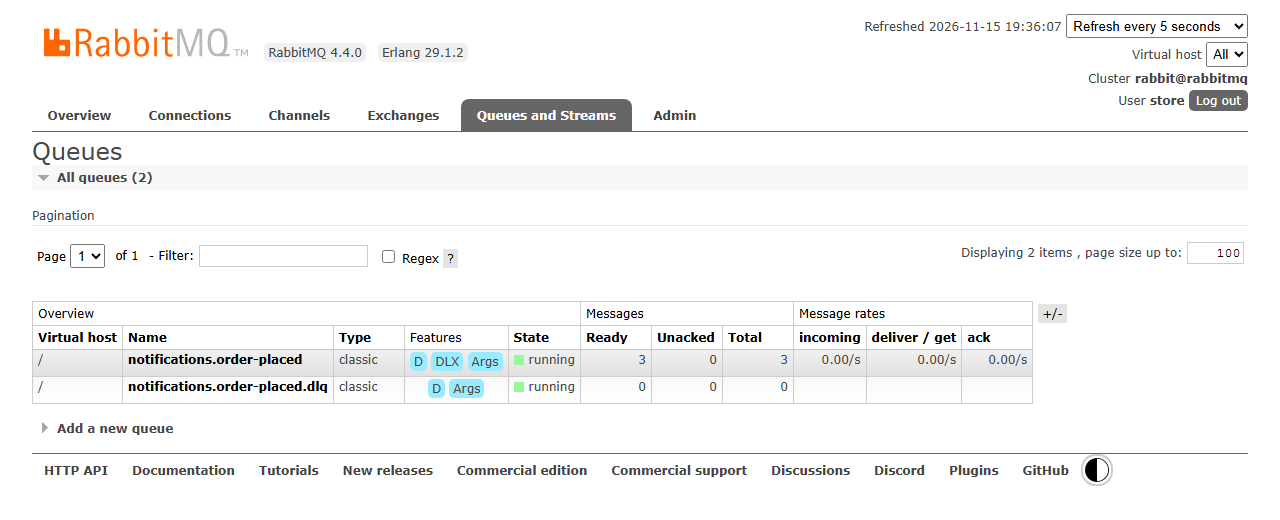 Refreshed 2026-11-15 19:36:07 Refresh every 5 seconds
RabbitMQ TM RabbitMQ 4.4.0 Erlang 29.1.2
Virtual host All
Cluster rabbit@rabbitmq
User store Log out
Overview Connections Channels Exchanges Queues and Streams Admin
Queues
All queues (2)
Pagination
Page 1 of 1 - Filter: Regex ? Displaying 2 items , page size up to: 100
Overview Messages Message rates +/-
Virtual host Name Type Features State Ready Unacked Total incoming deliver / get ack
/ notifications.order-placed classic D DLX Args running 3 0 3 0.00/s 0.00/s 0.00/s
/ notifications.order-placed.dlq classic D Args running 0 0 0
Add a new queue
HTTP API Documentation Tutorials New releases Commercial edition Commercial support Discussions Discord Plugins GitHub